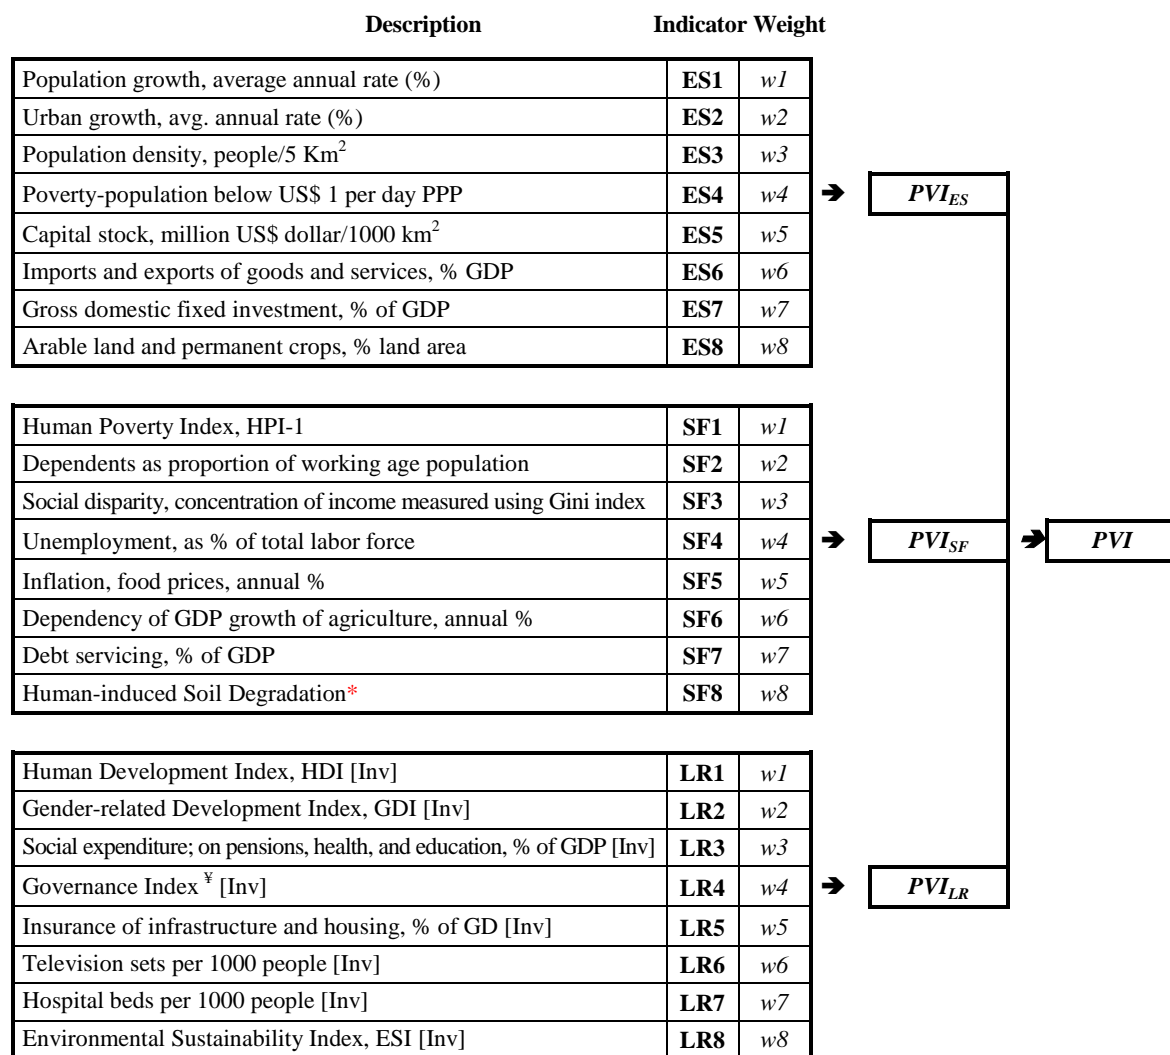 Description Indicator Weight
Population growth, average annual rate (%) ES1 w1
Urban growth, avg. annual rate (%) ES2 w2
Population density, people/5 Km² ES3 w3
Poverty-population below US$ 1 per day PPP ES4 w4 ➔ PVI_ES
Capital stock, million US$ dollar/1000 km² ES5 w5
Imports and exports of goods and services, % GDP ES6 w6
Gross domestic fixed investment, % of GDP ES7 w7
Arable land and permanent crops, % land area ES8 w8
Human Poverty Index, HPI-1 SF1 w1
Dependents as proportion of working age population SF2 w2
Social disparity, concentration of income measured using Gini index SF3 w3
Unemployment, as % of total labor force SF4 w4 ➔ PVI_SF ➔ PVI
Inflation, food prices, annual % SF5 w5
Dependency of GDP growth of agriculture, annual % SF6 w6
Debt servicing, % of GDP SF7 w7
Human-induced Soil Degradation* SF8 w8
Human Development Index, HDI [Inv] LR1 w1
Gender-related Development Index, GDI [Inv] LR2 w2
Social expenditure; on pensions, health, and education, % of GDP [Inv] LR3 w3
Governance Index ¥ [Inv] LR4 w4 ➔ PVI_LR
Insurance of infrastructure and housing, % of GD [Inv] LR5 w5
Television sets per 1000 people [Inv] LR6 w6
Hospital beds per 1000 people [Inv] LR7 w7
Environmental Sustainability Index, ESI [Inv] LR8 w8